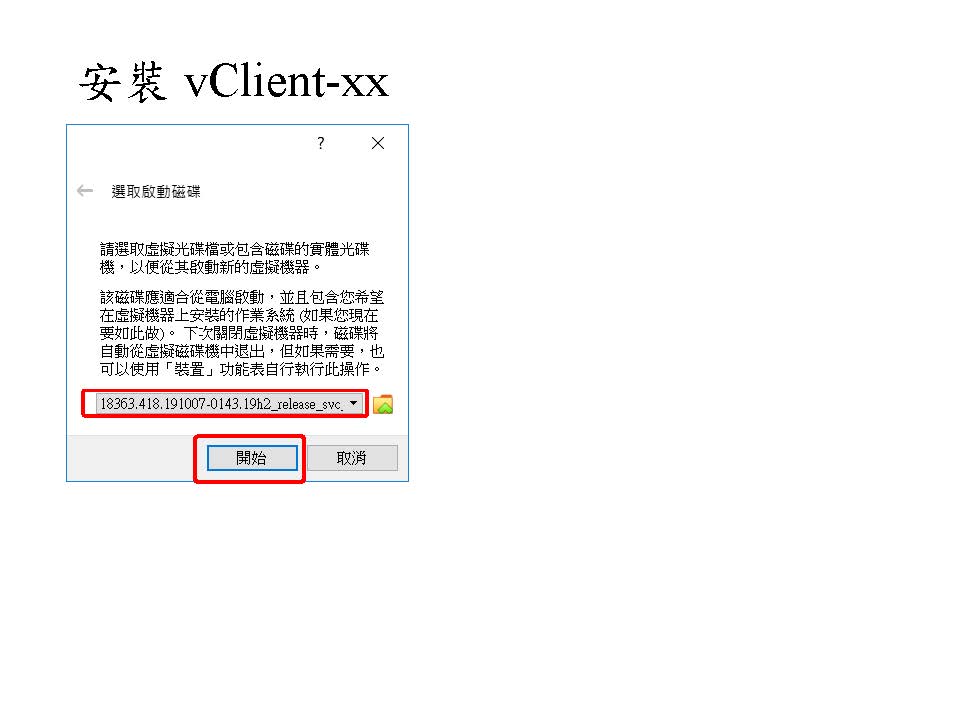 安裝 vClient-xx
?
選取啟動磁碟
請選取虛擬光碟檔或包含磁碟的實體光碟
機，以便從其啟動新的虛擬機器。
該磁碟應適合從電腦啟動，並且包含您希望
在虛擬機器上安裝的作業系統 (如果您現在
要如此做)。 下次關閉虛擬機器時，磁碟將
自動從虛擬磁碟機中退出，但如果需要，也
可以使用「裝置」功能表自行執行此操作。
18363.418.191007-0143.19h2_release_svc_
開始 取消